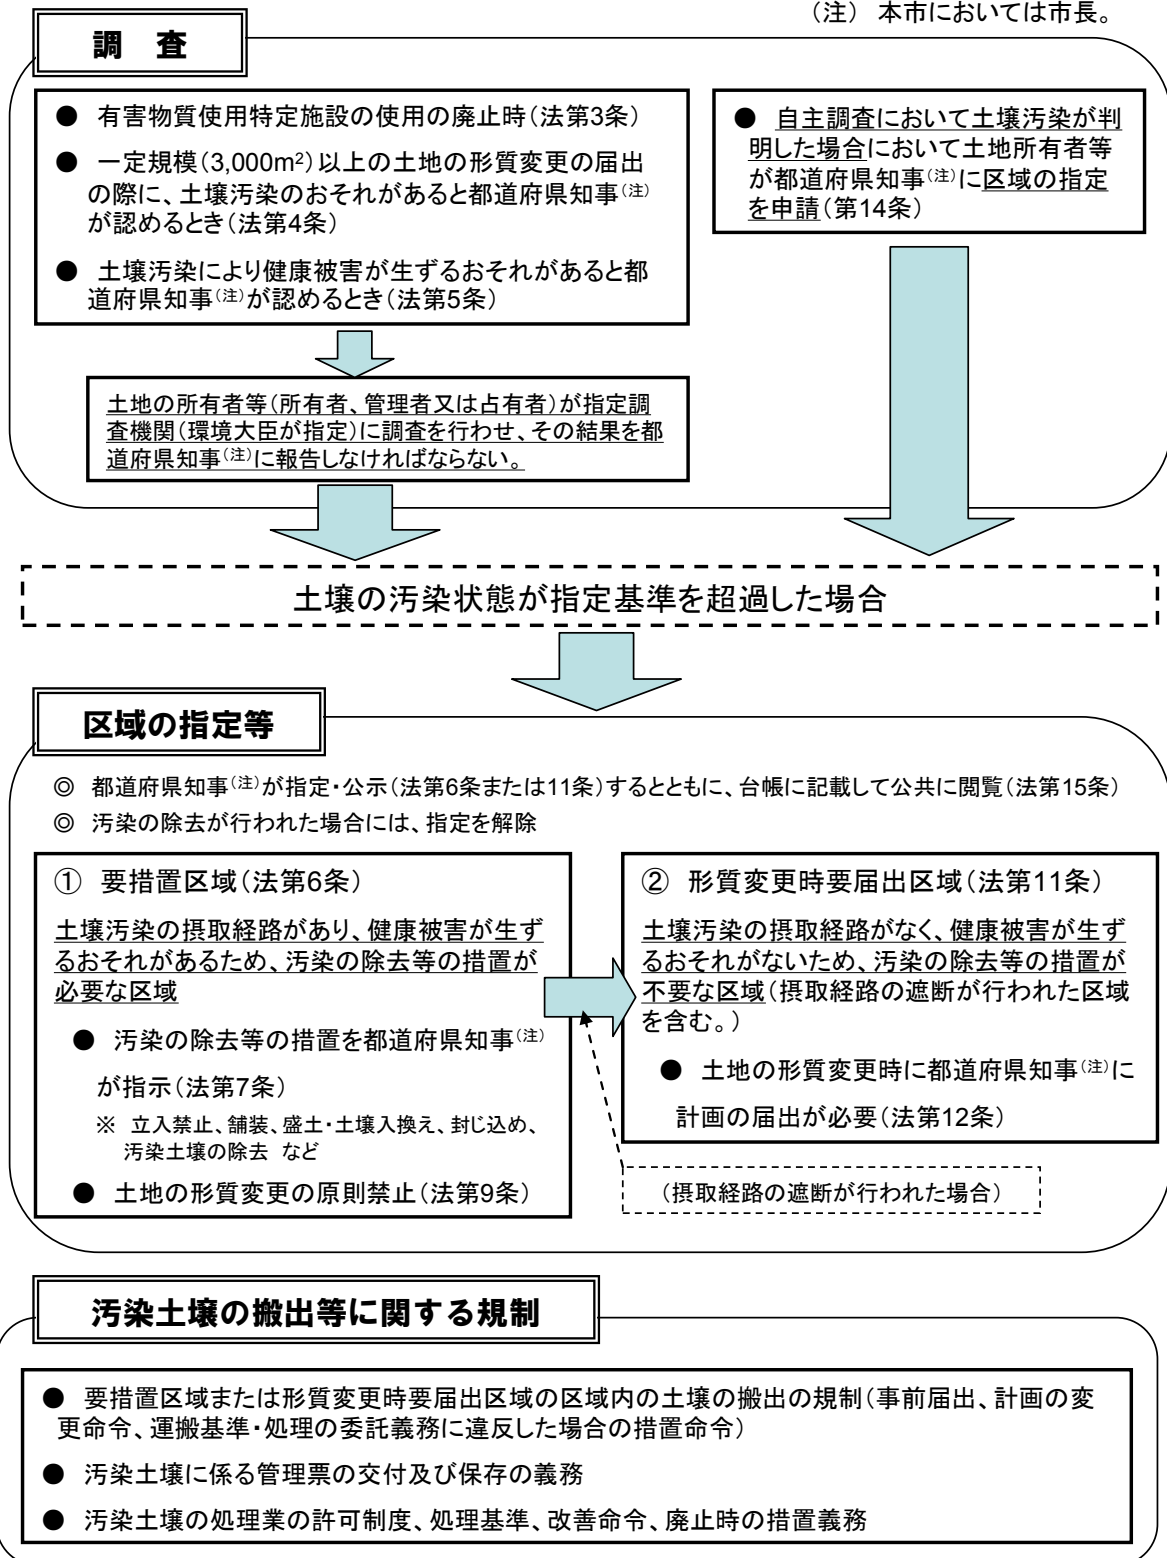 (注) 本市においては市長。
調 査
● 有害物質使用特定施設の使用の廃止時(法第3条)
● 一定規模(3,000m²)以上の土地の形質変更の届出
の際に、土壌汚染のおそれがあると都道府県知事(注)
が認めるとき(法第4条)
● 土壌汚染により健康被害が生ずるおそれがあると都
道府県知事(注)が認めるとき(法第5条)
● 自主調査において土壌汚染が判
明した場合において土地所有者等
が都道府県知事(注)に区域の指定
を申請(第14条)
土地の所有者等(所有者、管理者又は占有者)が指定調
査機関(環境大臣が指定)に調査を行わせ、その結果を都
道府県知事(注)に報告しなければならない。
土壌の汚染状態が指定基準を超過した場合
区域の指定等
◎ 都道府県知事(注)が指定・公示(法第6条または11条)するとともに、台帳に記載して公共に閲覧(法第15条)
◎ 汚染の除去が行われた場合には、指定を解除
① 要措置区域(法第6条)
土壌汚染の摂取経路があり、健康被害が生ず
るおそれがあるため、汚染の除去等の措置が
必要な区域
● 汚染の除去等の措置を都道府県知事(注)
が指示(法第7条)
※ 立入禁止、舗装、盛土・土壌入換え、封じ込め、
汚染土壌の除去 など
● 土地の形質変更の原則禁止(法第9条)
② 形質変更時要届出区域(法第11条)
土壌汚染の摂取経路がなく、健康被害が生ず
るおそれがないため、汚染の除去等の措置が
不要な区域(摂取経路の遮断が行われた区域
を含む。)
● 土地の形質変更時に都道府県知事(注)に
計画の届出が必要(法第12条)
(摂取経路の遮断が行われた場合)
汚染土壌の搬出等に関する規制
● 要措置区域または形質変更時要届出区域の区域内の土壌の搬出の規制(事前届出、計画の変
更命令、運搬基準・処理の委託義務に違反した場合の措置命令)
● 汚染土壌に係る管理票の交付及び保存の義務
● 汚染土壌の処理業の許可制度、処理基準、改善命令、廃止時の措置義務